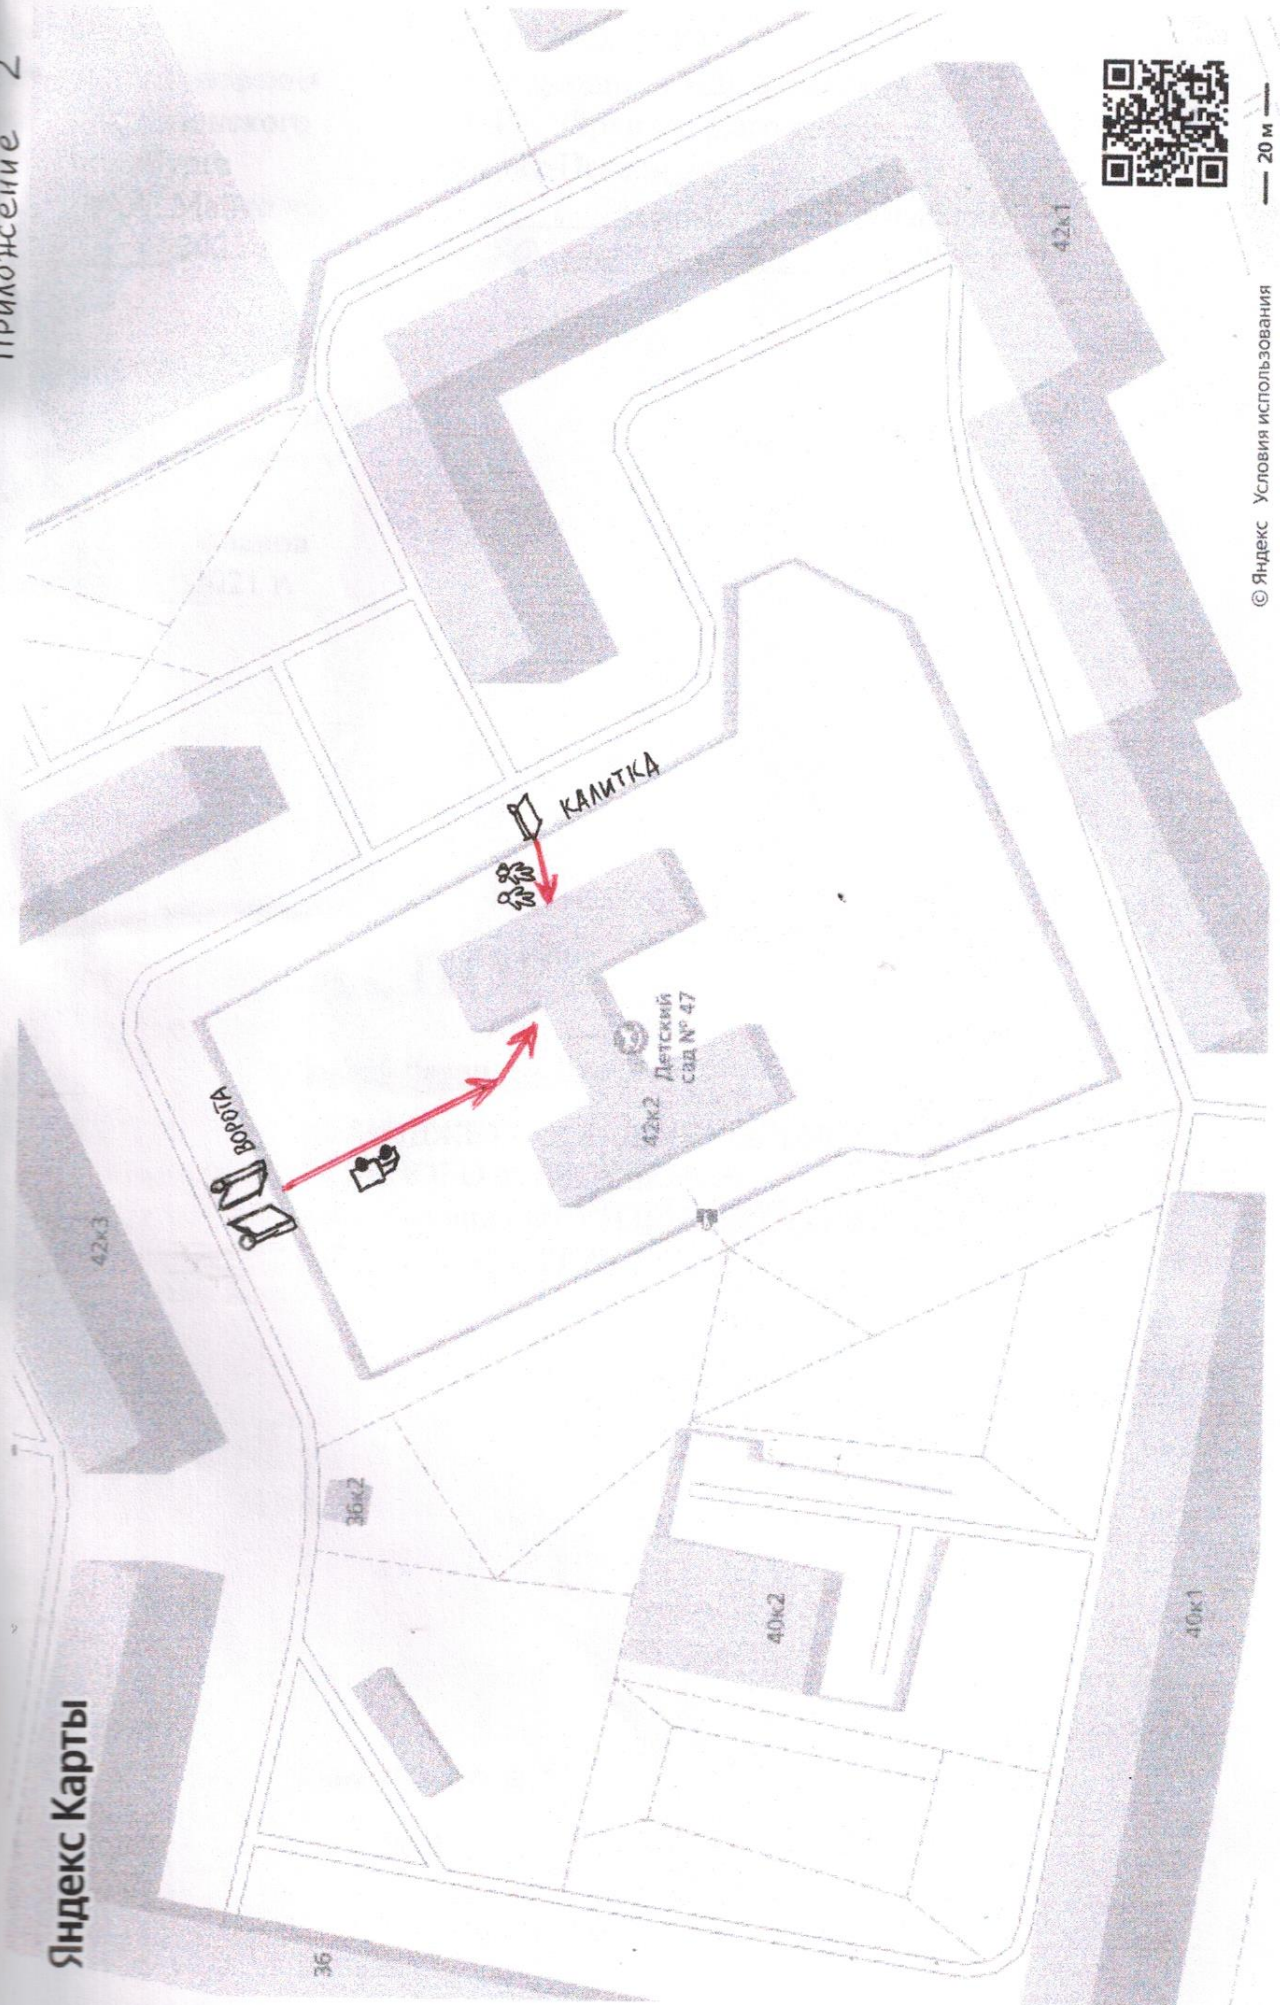 Приложение 2
Яндекс Карты
42к3
ВОРОТА
КАЛИТКА
36к2
36
42к2
Детский
сад № 47
40к2
40к1
42к1
© Яндекс Условия использования
20 м